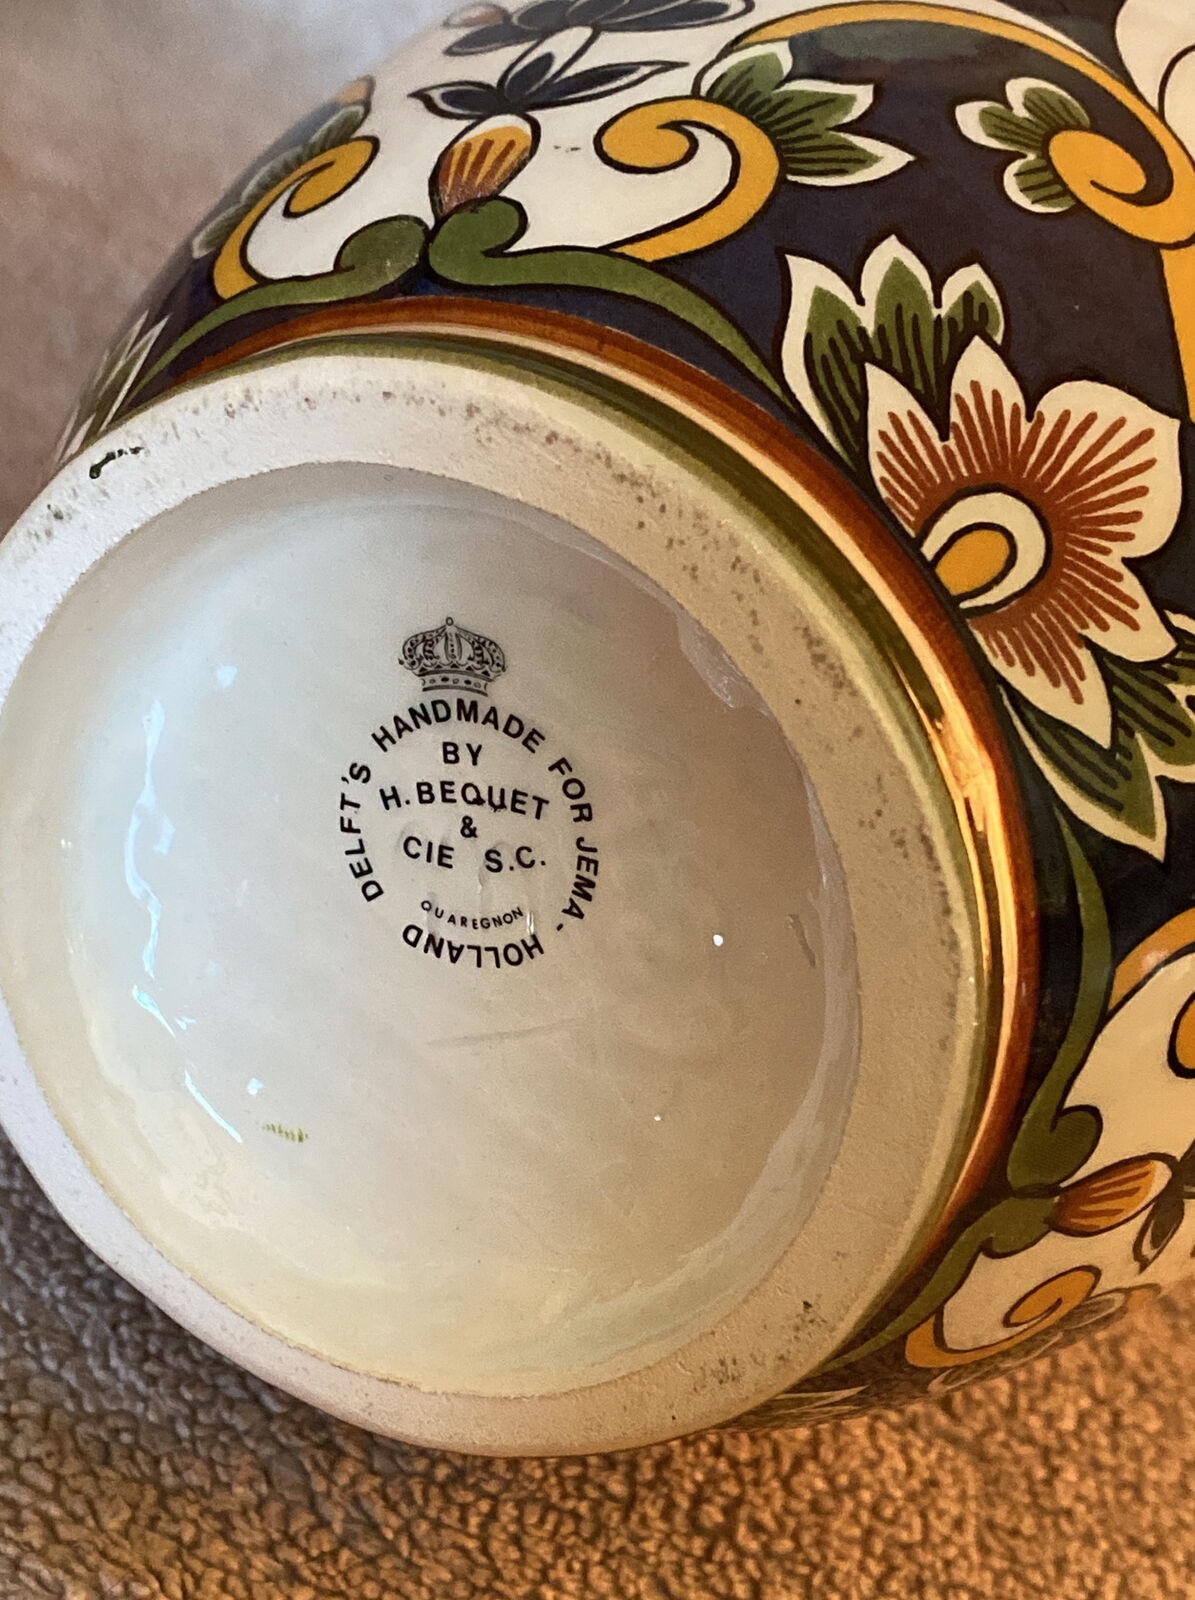 DELFT'S HANDMADE FOR JEMA - HOLLAND
BY
H. BEQUET
&
CIE S.C.
QUAREGNON